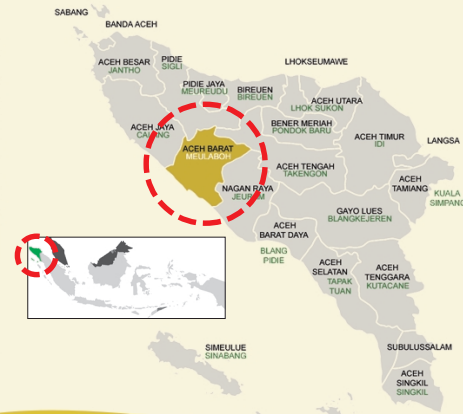 SABANG
BANDA ACEH
ACEH BESAR
JANTHO
PIDIE
SIGLI
PIDIE JAYA
MEUREUDU
BIREUEN
BIREUEN
LHOKSEUMAWE
ACEH UTARA
LHOK SUKON
BENER MERIAH
PONDOK BARU
ACEH TIMUR
IDI
LANGSA
ACEH JAYA
CALANG
ACEH BARAT
MEULABOH
ACEH TENGAH
TAKENGON
ACEH
TAMIANG
KUALA
SIMPANG
NAGAN RAYA
JEURAM
GAYO LUES
BLANGKEJEREN
ACEH
BARAT DAYA
BLANG
PIDIE
ACEH
SELATAN
TAPAK
TUAN
ACEH
TENGGARA
KUTACANE
SIMEULUE
SINABANG
SUBULUSSALAM
ACEH
SINGKIL
SINGKIL